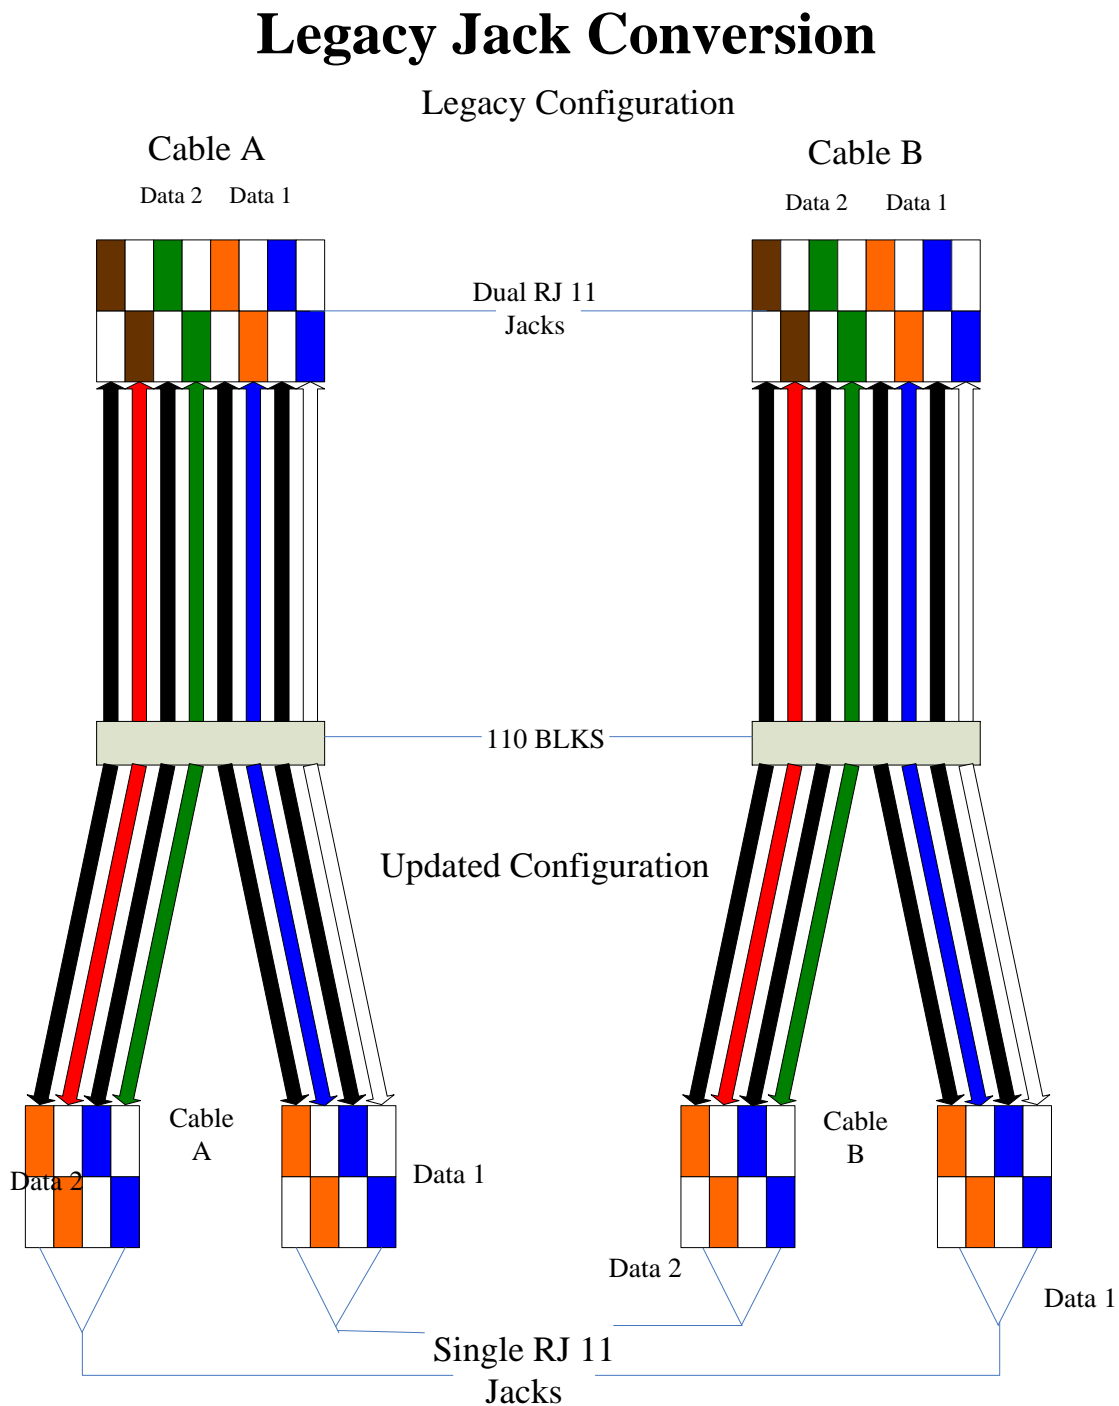 Legacy Jack Conversion
Legacy Configuration
Cable A
Cable B
Data 2
Data 1
Data 2
Data 1
Dual RJ 11
Jacks
110 BLKS
Updated Configuration
Cable
A
Cable
B
Data 2
Data 1
Data 2
Data 1
Single RJ 11
Jacks